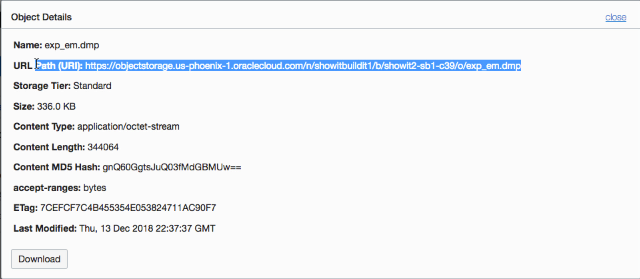 Object Details
close
Name: exp_em.dmp
URL Path (URI): https://objectstorage.us-phoenix-1.oraclecloud.com/n/showitbuildit1/b/showit2-sb1-c39/o/exp_em.dmp
Storage Tier: Standard
Size: 336.0 KB
Content Type: application/octet-stream
Content Length: 344064
Content MD5 Hash: gnQ60GgtsJuQ03fMdGBMUw==
accept-ranges: bytes
ETag: 7CEFCF7C4B455354E053824711AC90F7
Last Modified: Thu, 13 Dec 2018 22:37:37 GMT
Download